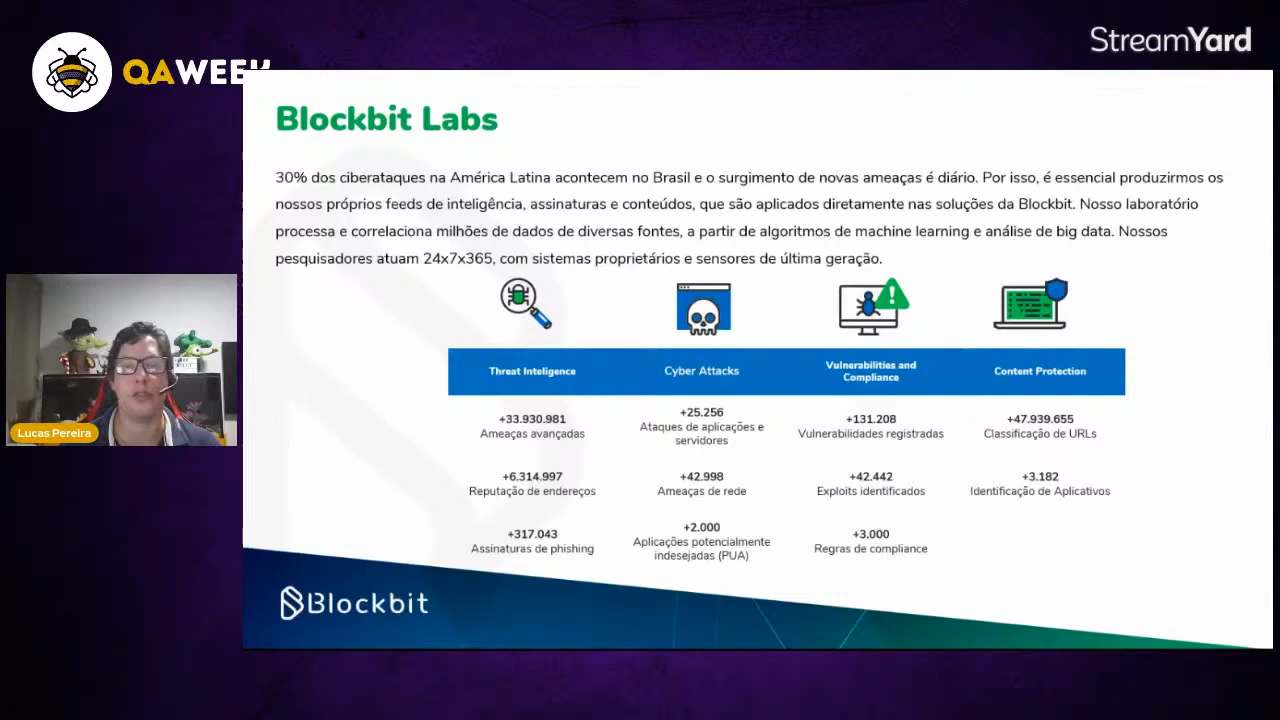 QAWEEK
StreamYard
Blockbit Labs
30% dos ciberataques na América Latina acontecem no Brasil e o surgimento de novas ameaças é diário. Por isso, é essencial produzirmos os
nossos próprios feeds de inteligência, assinaturas e conteúdos, que são aplicados diretamente nas soluções da Blockbit. Nosso laboratório
processa e correlaciona milhões de dados de diversas fontes, a partir de algoritmos de machine learning e análise de big data. Nossos
pesquisadores atuam 24x7x365, com sistemas proprietários e sensores de última geração.
Threat Inteligence
+33.930.981
Ameaças avançadas
+6.314.997
Reputação de endereços
+317.043
Assinaturas de phishing
Cyber Attacks
+25.256
Ataques de aplicações e
servidores
+42.998
Ameaças de rede
+2.000
Aplicações potencialmente
indesejadas (PUA)
Vulnerabilities and
Compliance
+131.208
Vulnerabilidades registradas
+42.442
Exploits identificados
+3.000
Regras de compliance
Content Protection
+47.939.655
Classificação de URLs
+3.182
Identificação de Aplicativos
Lucas Pereira
Blockbit